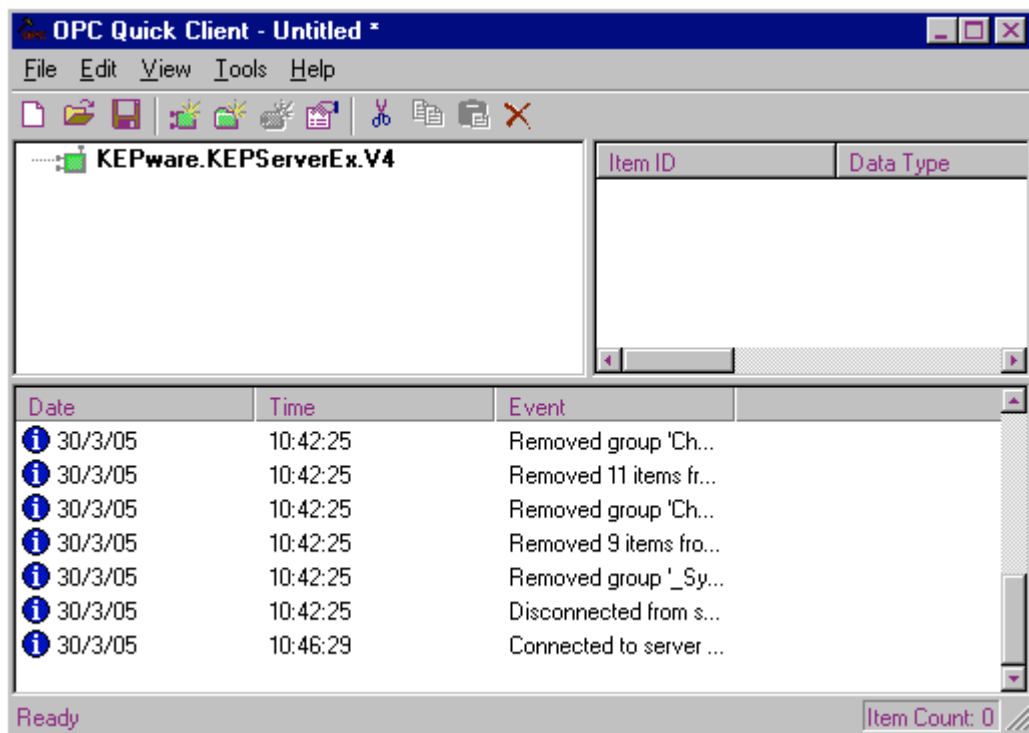 OPC Quick Client - Untitled *
File Edit View Tools Help
KEPware.KEPServerEx.V4
Item ID Data Type
Date Time Event
30/3/05 10:42:25 Removed group 'Ch...
30/3/05 10:42:25 Removed 11 items fr...
30/3/05 10:42:25 Removed group 'Ch...
30/3/05 10:42:25 Removed 9 items fro...
30/3/05 10:42:25 Removed group '_Sy...
30/3/05 10:42:25 Disconnected from s...
30/3/05 10:46:29 Connected to server ...
Ready Item Count: 0